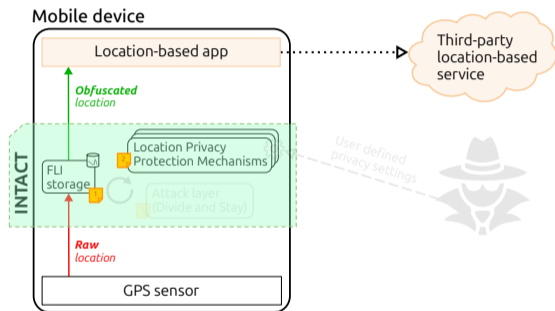 Mobile device
Location-based app
Third-party
location-based
service
Obfuscated
location
Location Privacy
Protection Mechanisms
FLI
storage
INTACT
User defined
privacy settings
Attack layer
(Divide and Stay)
Raw
location
GPS sensor